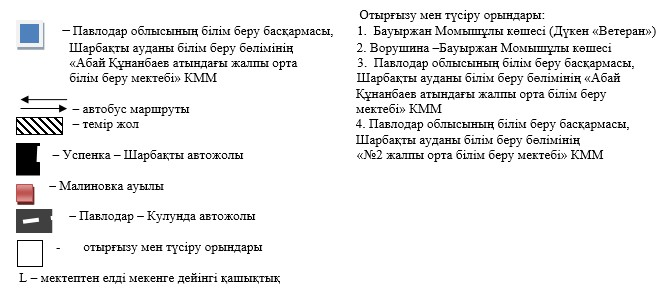 – Павлодар облысының білім беру басқармасы,
Шарбақты ауданы білім беру бөлімінің
«Абай Құнанбаев атындағы жалпы орта
білім беру мектебі» КММ
– автобус маршруты
– темір жол
– Успенка – Шарбақты автожолы
– Малиновка ауылы
– Павлодар – Кулунда автожолы
- отырғызу мен түсіру орындары
L – мектептен елді мекенге дейінгі қашықтық
Отырғызу мен түсіру орындары:
1. Бауыржан Момышұлы көшесі (Дүкен «Ветеран»)
2. Ворушина –Бауыржан Момышұлы көшесі
3. Павлодар облысының білім беру басқармасы,
Шарбақты ауданы білім беру бөлімінің «Абай
Құнанбаев атындағы жалпы орта білім беру
мектебі» КММ
4. Павлодар облысының білім беру басқармасы,
Шарбақты ауданы білім беру бөлімінің
«№2 жалпы орта білім беру мектебі» КММ